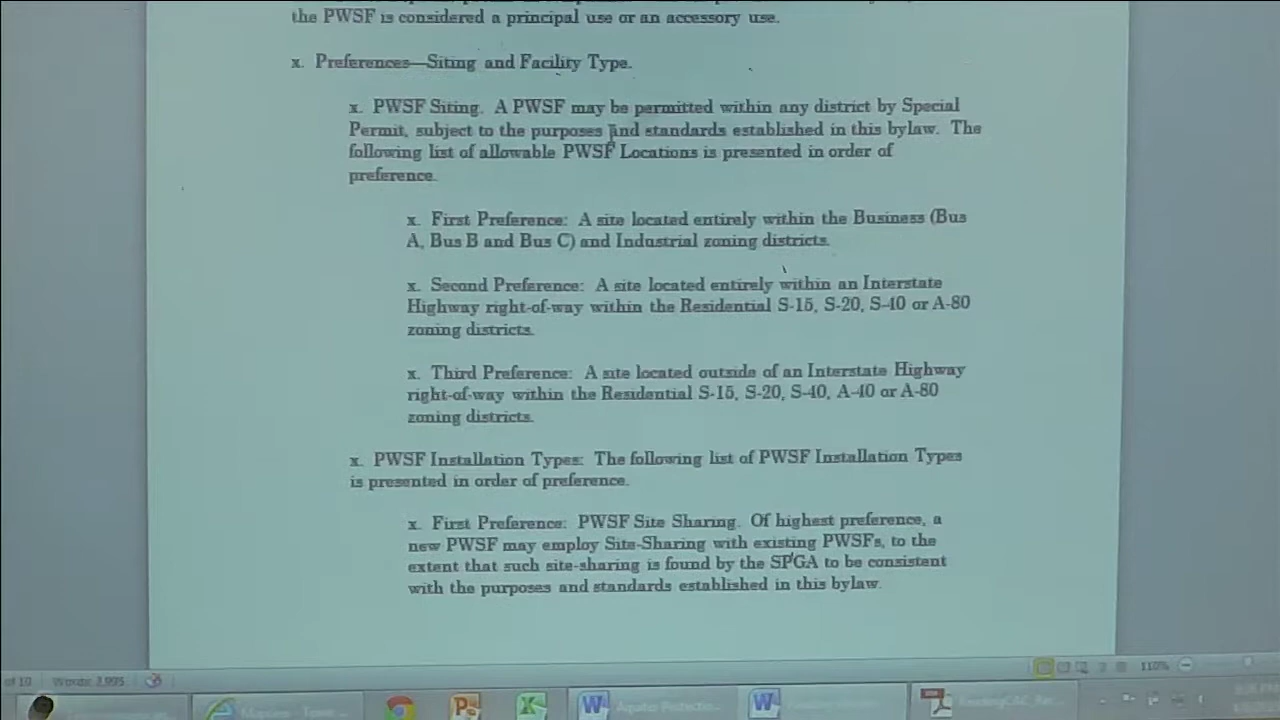 the PWSF is considered a principal use or an accessory use.
x. Preferences—Siting and Facility Type.
x. PWSF Siting. A PWSF may be permitted within any district by Special
Permit, subject to the purposes and standards established in this bylaw. The
following list of allowable PWSF Locations is presented in order of
preference.
x. First Preference: A site located entirely within the Business (Bus
A, Bus B and Bus C) and Industrial zoning districts.
x. Second Preference: A site located entirely within an Interstate
Highway right-of-way within the Residential S-15, S-20, S-40 or A-80
zoning districts.
x. Third Preference: A site located outside of an Interstate Highway
right-of-way within the Residential S-15, S-20, S-40, A-40 or A-80
zoning districts.
x. PWSF Installation Types: The following list of PWSF Installation Types
is presented in order of preference.
x. First Preference: PWSF Site Sharing. Of highest preference, a
new PWSF may employ Site-Sharing with existing PWSFs, to the
extent that such site-sharing is found by the SPGA to be consistent
with the purposes and standards established in this bylaw.
of 10 Words: 2,995 110%
Aquifer Protectio...